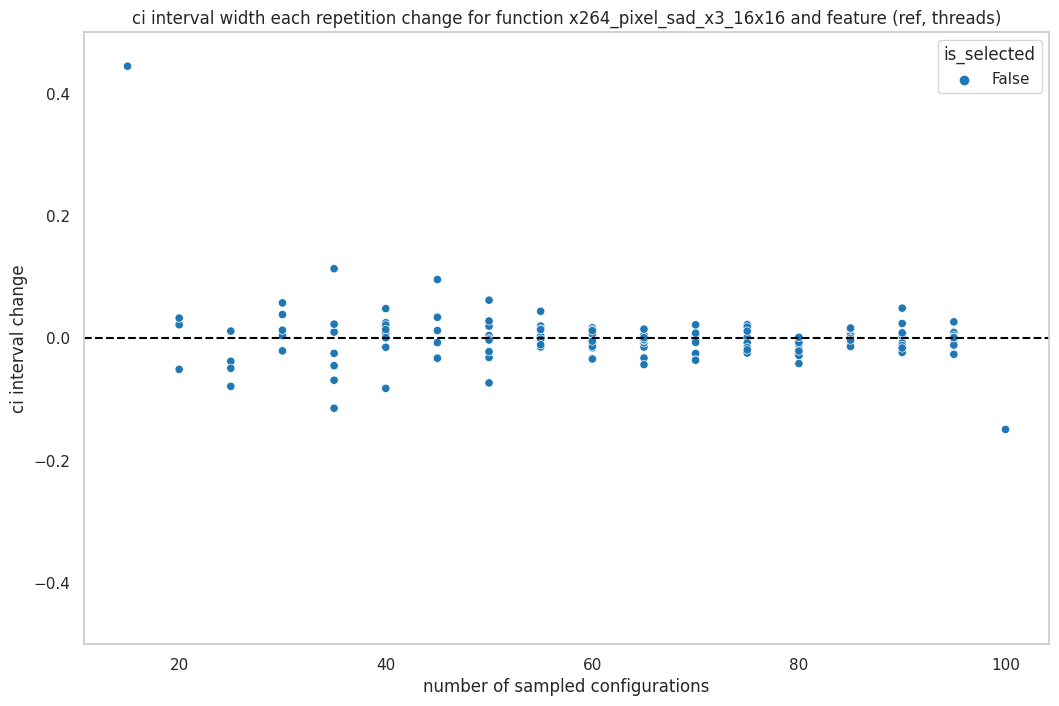 ci interval width each repetition change for function x264_pixel_sad_x3_16x16 and feature (ref, threads)
is_selected
False
0.4
0.2
0.0
−0.2
−0.4
ci interval change
20
40
60
80
100
number of sampled configurations